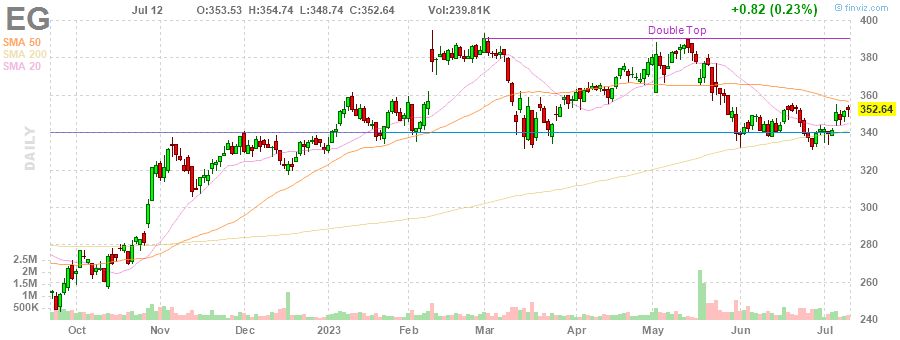 © finviz.com
EG
Jul 12 O:353.53 H:354.74 L:348.74 C:352.64 Vol:239.81K +0.82 (0.23%)
SMA 50
SMA 200
SMA 20
DAILY
Double Top
400
380
360
352.64
340
320
300
280
260
240
2.5M
2M
1.5M
1M
500K
Oct Nov Dec 2023 Feb Mar Apr May Jun Jul